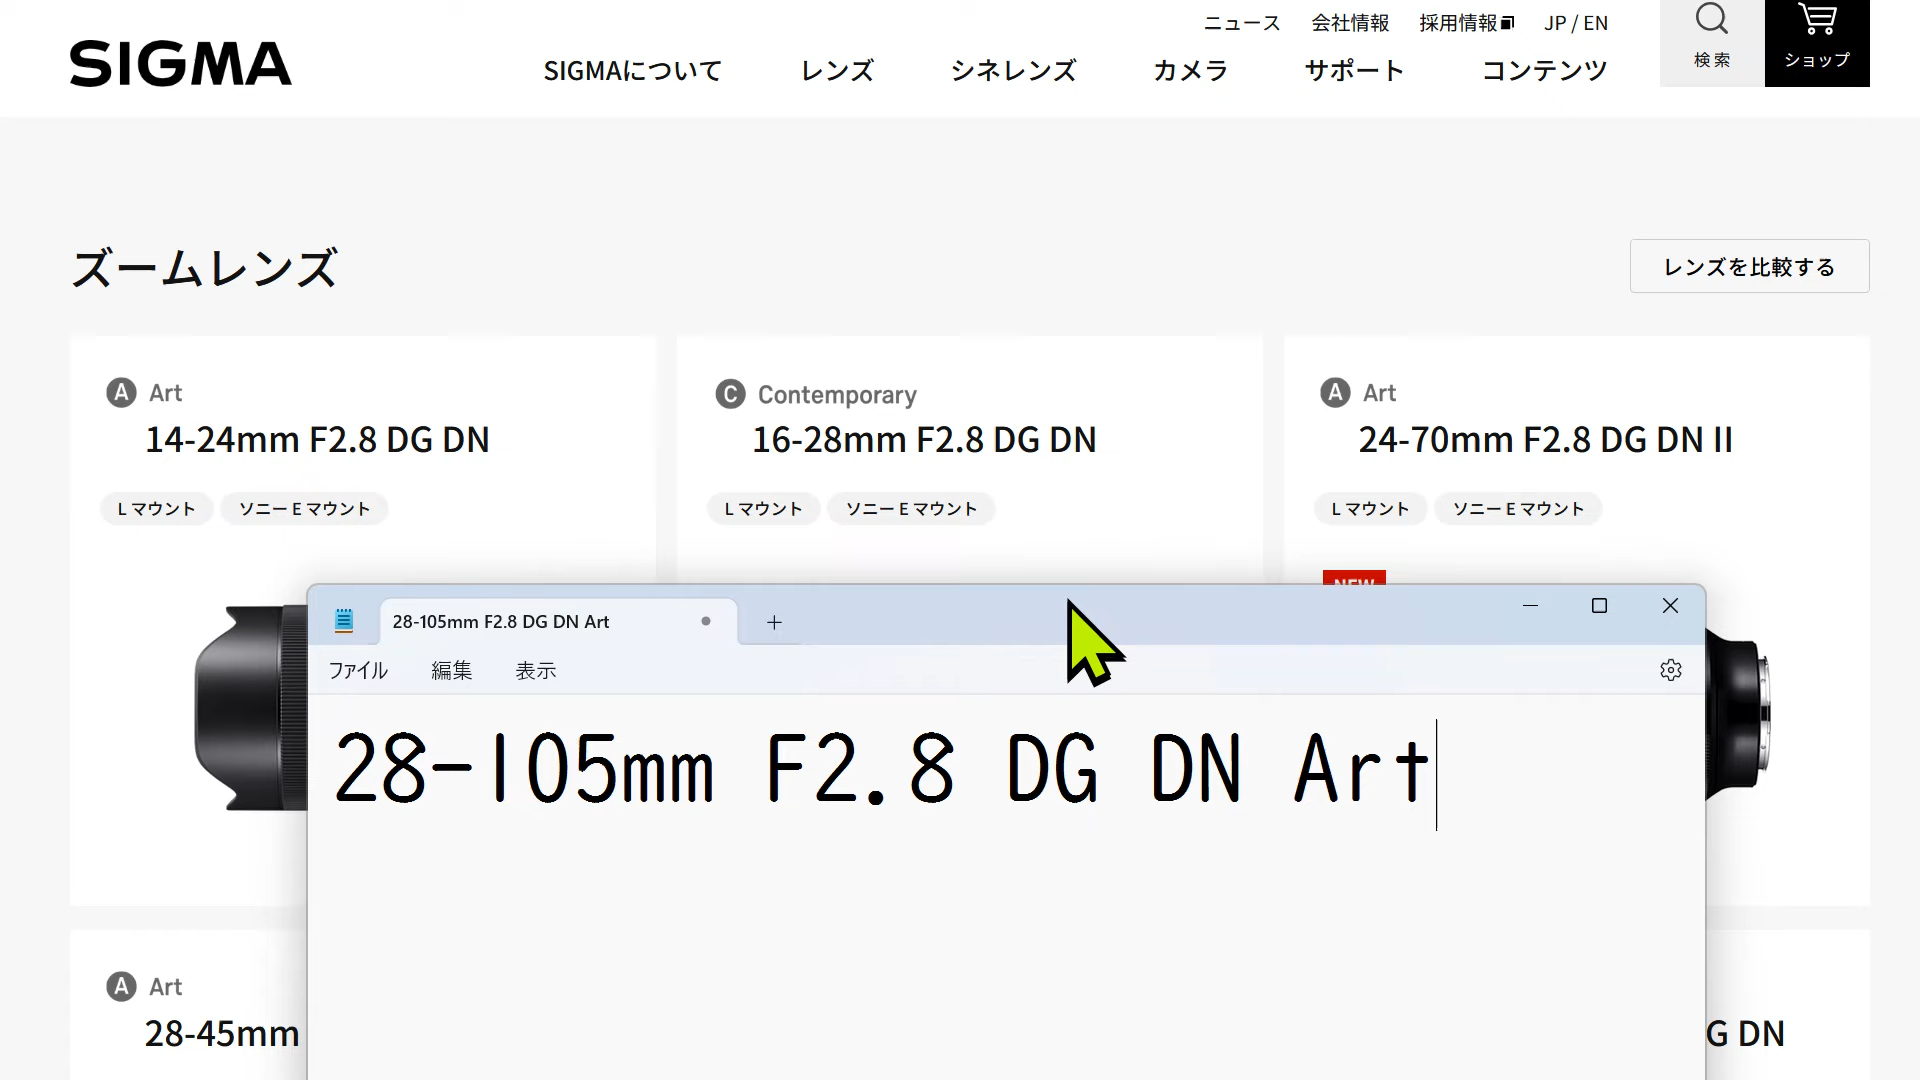 ニュース 会社情報 採用情報 JP / EN
SIGMA
SIGMAについて レンズ シネレンズ カメラ サポート コンテンツ
検索 ショップ
ズームレンズ
レンズを比較する
A Art
14-24mm F2.8 DG DN
Lマウント ソニーEマウント
C Contemporary
16-28mm F2.8 DG DN
Lマウント ソニーEマウント
A Art
24-70mm F2.8 DG DN II
Lマウント ソニーEマウント
NEW
28-105mm F2.8 DG DN Art
ファイル 編集 表示
28-105mm F2.8 DG DN Art
A Art
28-45mm
G DN